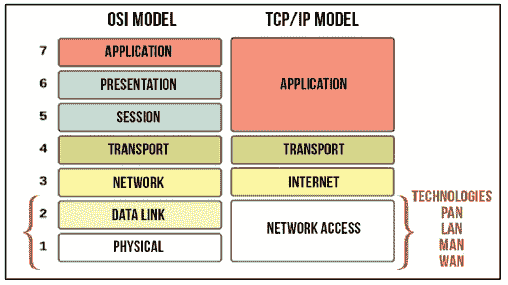 OSI MODEL TCP/IP MODEL
7 APPLICATION APPLICATION
6 PRESENTATION
5 SESSION
4 TRANSPORT TRANSPORT
3 NETWORK INTERNET
2 DATA LINK NETWORK ACCESS
1 PHYSICAL
TECHNOLOGIES
PAN
LAN
MAN
WAN